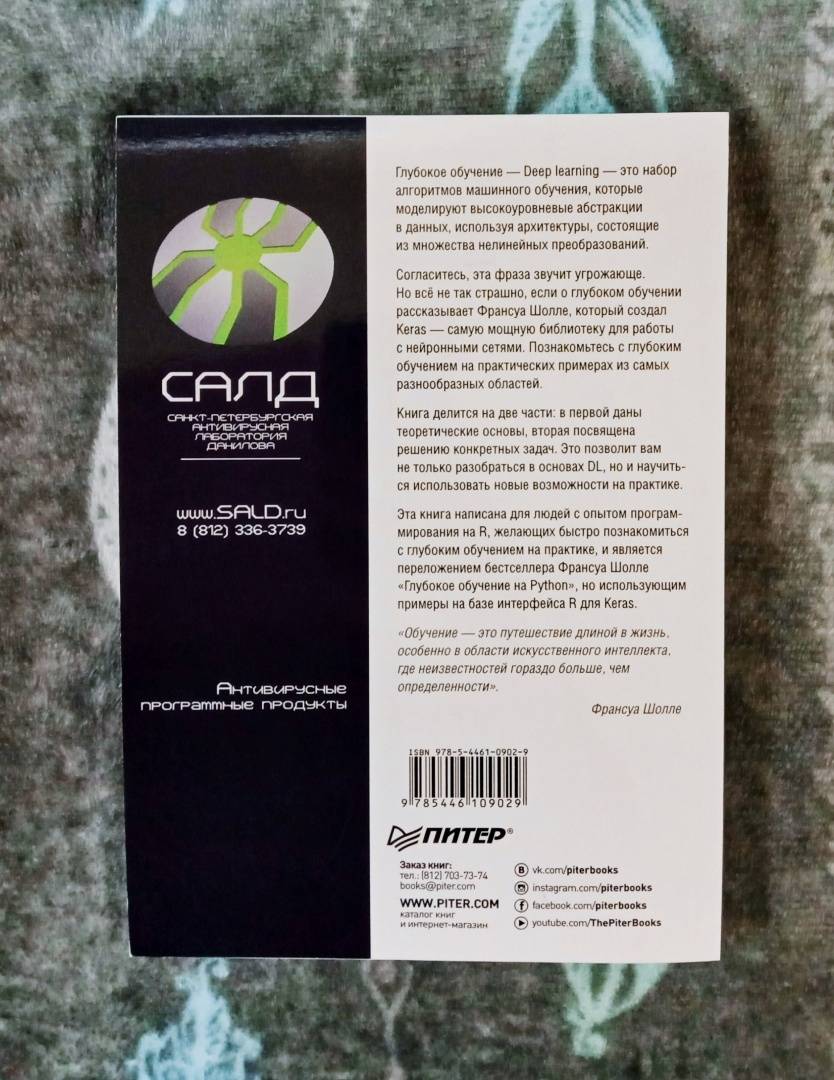 САЛД
САНКТ-ПЕТЕРБУРГСКАЯ
АНТИВИРУСНАЯ
ЛАБОРАТОРИЯ
ДАНИЛОВА
www.SALD.ru
8 (812) 336-3739
Антивирусные
программные продукты
Глубокое обучение — Deep learning — это набор
алгоритмов машинного обучения, которые
моделируют высокоуровневые абстракции
в данных, используя архитектуры, состоящие
из множества нелинейных преобразований.
Согласитесь, эта фраза звучит угрожающе.
Но всё не так страшно, если о глубоком обучении
рассказывает Франсуа Шолле, который создал
Keras — самую мощную библиотеку для работы
с нейронными сетями. Познакомьтесь с глубоким
обучением на практических примерах из самых
разнообразных областей.
Книга делится на две части: в первой даны
теоретические основы, вторая посвящена
решению конкретных задач. Это позволит вам
не только разобраться в основах DL, но и научить-
ся использовать новые возможности на практике.
Эта книга написана для людей с опытом програм-
мирования на R, желающих быстро познакомиться
с глубоким обучением на практике, и является
переложением бестселлера Франсуа Шолле
«Глубокое обучение на Python», но использующим
примеры на базе интерфейса R для Keras.
«Обучение — это путешествие длиной в жизнь,
особенно в области искусственного интеллекта,
где неизвестностей гораздо больше, чем
определенности».
Франсуа Шолле
ISBN 978-5-4461-0902-9
9 785446 109029
ПИТЕР®
Заказ книг:
тел.: (812) 703-73-74
books@piter.com
WWW.PITER.COM
каталог книг
и интернет-магазин
vk.com/piterbooks
instagram.com/piterbooks
facebook.com/piterbooks
youtube.com/ThePiterBooks